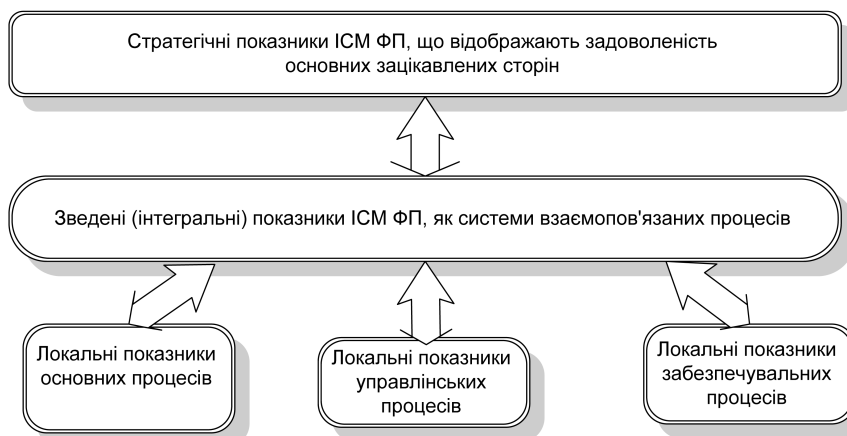 Стратегічні показники ІСМ ФП, що відображають задоволеність
основних зацікавлених сторін
Зведені (інтегральні) показники ІСМ ФП, як системи взаємопов'язаних процесів
Локальні показники
основних процесів
Локальні показники
управлінських
процесів
Локальні показники
забезпечувальних
процесів